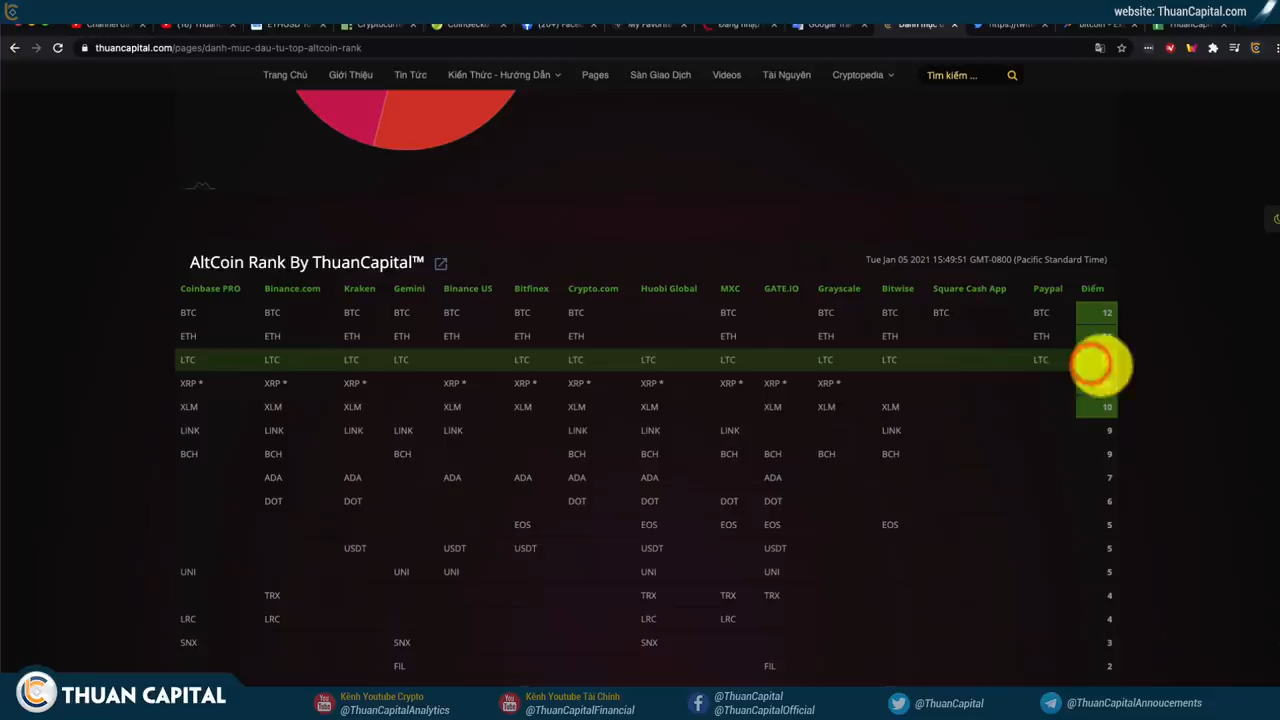 website: ThuanCapital.com
thuancapital.com/pages/danh-muc-dau-tu-top-altcoin-rank
Trang Chủ Giới Thiệu Tin Tức Kiến Thức - Hướng Dẫn Pages Sàn Giao Dịch Videos Tài Nguyên Cryptopedia Tìm kiếm ...
AltCoin Rank By ThuanCapital™
Tue Jan 05 2021 15:49:51 GMT-0800 (Pacific Standard Time)
Coinbase PRO Binance.com Kraken Gemini Binance US Bitfinex Crypto.com Huobi Global MXC GATE.IO Grayscale Bitwise Square Cash App Paypal Điểm
BTC BTC BTC BTC BTC BTC BTC BTC BTC BTC BTC BTC 12
ETH ETH ETH ETH ETH ETH ETH ETH ETH ETH ETH
LTC LTC LTC LTC LTC LTC LTC LTC LTC LTC LTC
XRP * XRP * XRP * XRP * XRP * XRP * XRP * XRP * XRP * XRP *
XLM XLM XLM XLM XLM XLM XLM XLM XLM XLM 10
LINK LINK LINK LINK LINK LINK LINK LINK LINK 9
BCH BCH BCH BCH BCH BCH BCH BCH BCH 9
ADA ADA ADA ADA ADA ADA ADA 7
DOT DOT DOT DOT DOT DOT 6
EOS EOS EOS EOS EOS 5
USDT USDT USDT USDT USDT 5
UNI UNI UNI UNI UNI 5
TRX TRX TRX TRX 4
LRC LRC LRC LRC 4
SNX SNX SNX 3
FIL FIL 2
THUAN CAPITAL
Kênh Youtube Crypto
@ThuanCapitalAnalytics
Kênh Youtube Tài Chính
@ThuanCapitalFinancial
@ThuanCapital
@ThuanCapitalOfficial
@ThuanCapital
@ThuanCapitalAnnoucements